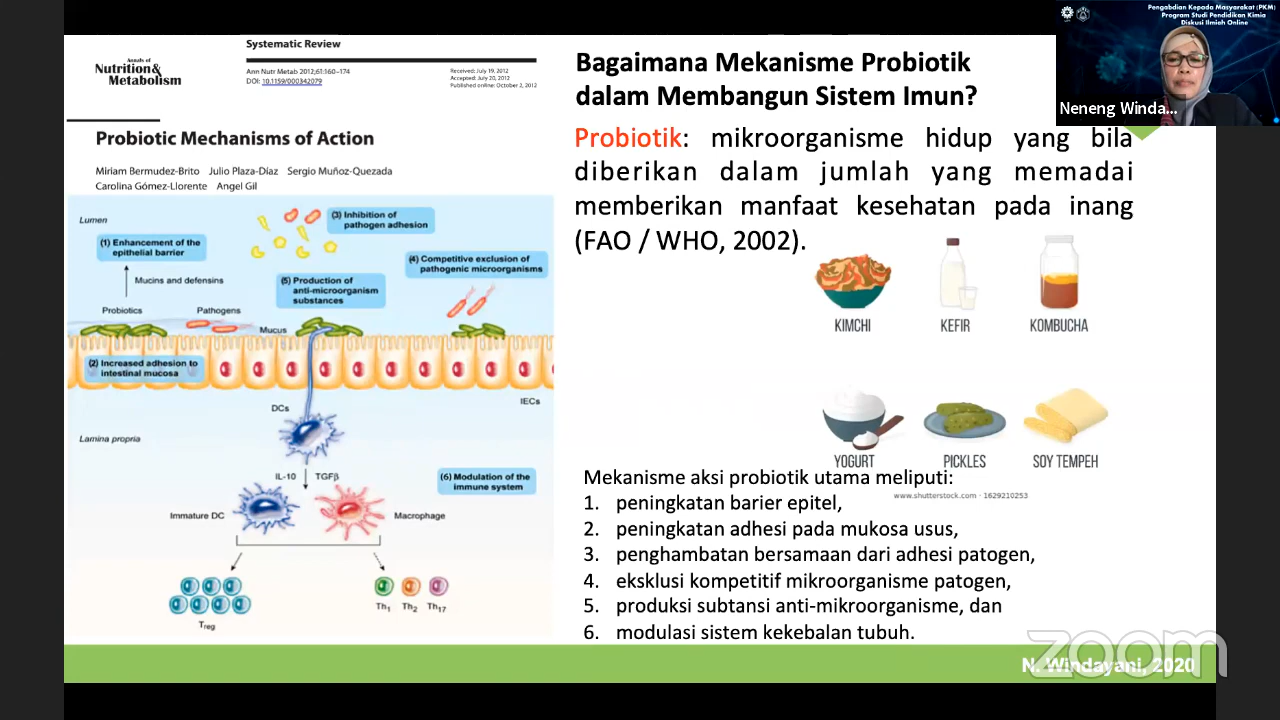 Systematic Review
Annals of
Nutrition&
Metabolism
Ann Nutr Metab 2012;61:160–174
DOI: 10.1159/000342079
Received: July 19, 2012
Accepted: July 20, 2012
Published online: October 2, 2012
Probiotic Mechanisms of Action
Miriam Bermudez-Brito Julio Plaza-Díaz Sergio Muñoz-Quezada
Carolina Gómez-Llorente Angel Gil
Lumen
(1) Enhancement of the
epithelial barrier
(3) Inhibition of
pathogen adhesion
(4) Competitive exclusion of
pathogenic microorganisms
Mucins and defensins
(5) Production of
anti-microorganism
substances
Probiotics
Pathogens
Mucus
(2) Increased adhesion to
intestinal mucosa
IECs
DCs
Lamina propria
IL-10 TGFβ
(6) Modulation of the
immune system
Immature DC
Macrophage
Treg
Th1 Th2 Th17
Bagaimana Mekanisme Probiotik
dalam Membangun Sistem Imun?
Probiotik: mikroorganisme hidup yang bila
diberikan dalam jumlah yang memadai
memberikan manfaat kesehatan pada inang
(FAO / WHO, 2002).
KIMCHI KEFIR KOMBUCHA
YOGURT PICKLES SOY TEMPEH
Mekanisme aksi probiotik utama meliputi:
www.shutterstock.com · 1629210253
1. peningkatan barier epitel,
2. peningkatan adhesi pada mukosa usus,
3. penghambatan bersamaan dari adhesi patogen,
4. eksklusi kompetitif mikroorganisme patogen,
5. produksi subtansi anti-mikroorganisme, dan
6. modulasi sistem kekebalan tubuh.
N. Windayani, 2020
zoom
Pengabdian Kepada Masyarakat (PKM)
Program Studi Pendidikan Kimia
Diskusi Ilmiah Online
Neneng Winda...